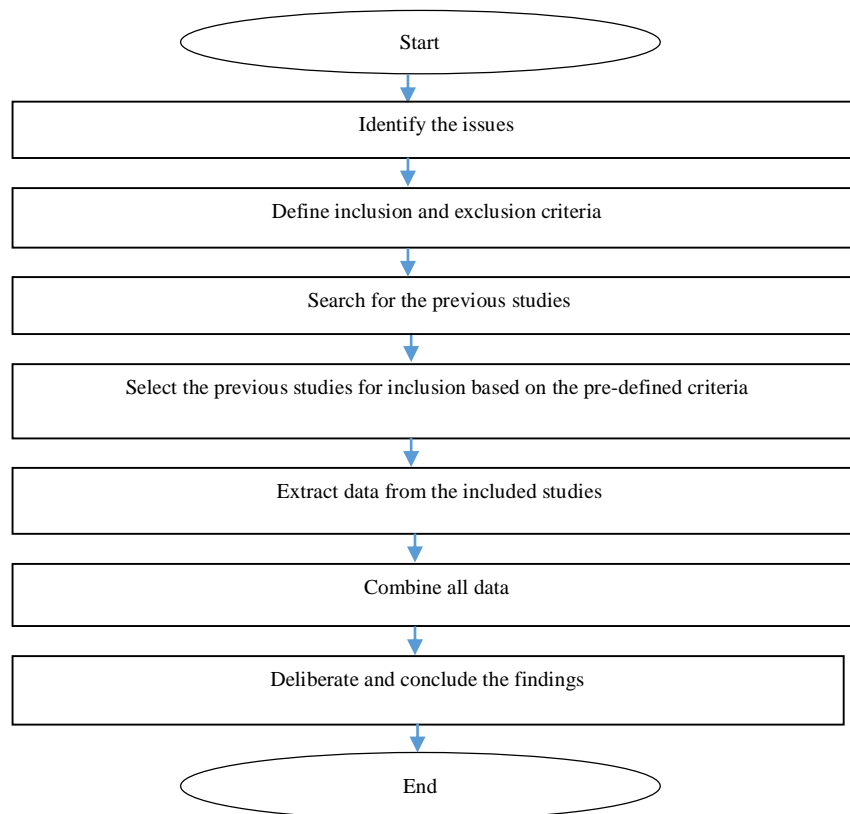 Start
Identify the issues
Define inclusion and exclusion criteria
Search for the previous studies
Select the previous studies for inclusion based on the pre-defined criteria
Extract data from the included studies
Combine all data
Deliberate and conclude the findings
End